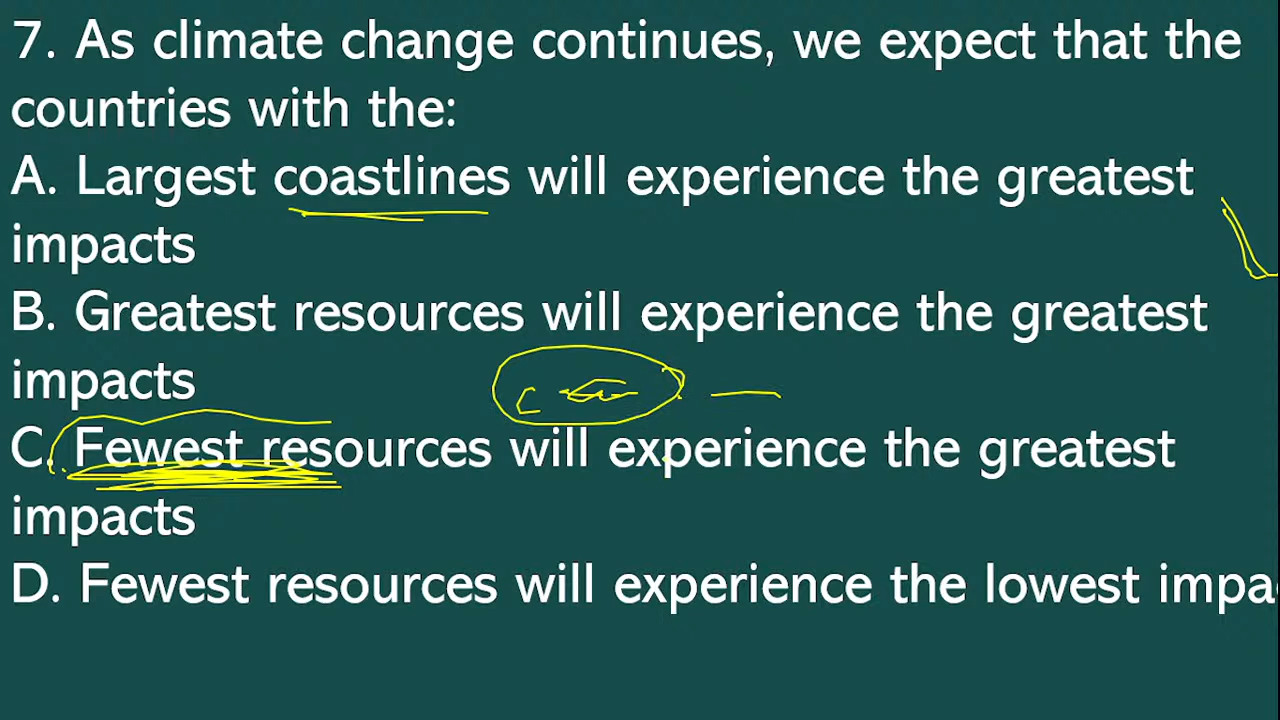 7. As climate change continues, we expect that the
countries with the:
A. Largest coastlines will experience the greatest
impacts
B. Greatest resources will experience the greatest
impacts
C. Fewest resources will experience the greatest
impacts
D. Fewest resources will experience the lowest